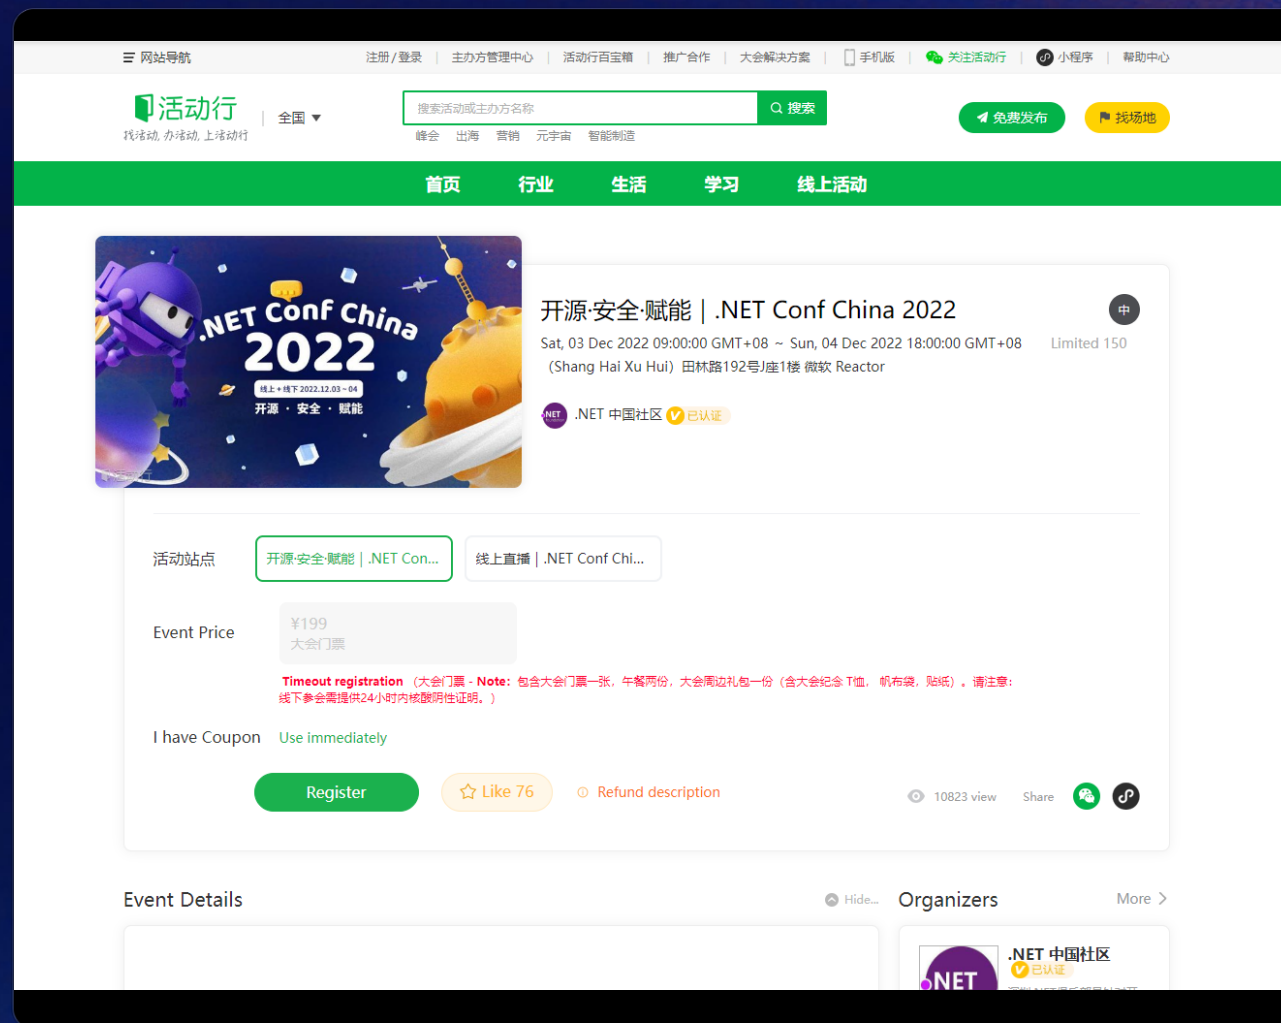 网站导航
注册/登录
主办方管理中心
活动行百宝箱
推广合作
大会解决方案
手机版
关注活动行
小程序
帮助中心
活动行
找活动, 办活动, 上活动行
全国
搜索活动或主办方名称
搜索
峰会 出海 营销 元宇宙 智能制造
免费发布
找场地
首页 行业 生活 学习 线上活动
.NET Conf China
2022
线上+线下 2022.12.03~04
开源 · 安全 · 赋能
开源·安全·赋能 | .NET Conf China 2022
中
Sat, 03 Dec 2022 09:00:00 GMT+08 ~ Sun, 04 Dec 2022 18:00:00 GMT+08
Limited 150
（Shang Hai Xu Hui）田林路192号J座1楼 微软 Reactor
NET
.NET 中国社区
已认证
活动站点
开源·安全·赋能 | .NET Con...
线上直播 | .NET Conf Chi...
Event Price
¥199
大会门票
Timeout registration （大会门票 - Note：包含大会门票一张，午餐两份，大会周边礼包一份（含大会纪念 T恤， 帆布袋，贴纸）。请注意：
线下参会需提供24小时内核酸阴性证明。）
I have Coupon
Use immediately
Register
Like 76
Refund description
10823 view
Share
Event Details
Hide...
Organizers
More
.NET
.NET 中国社区
已认证